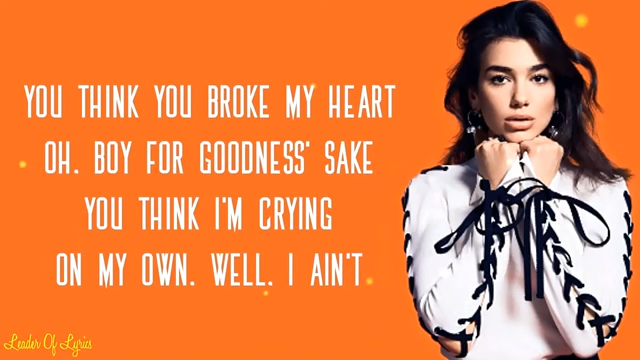 YOU THINK YOU BROKE MY HEART
OH. BOY FOR GOODNESS' SAKE
YOU THINK I'M CRYING
ON MY OWN. WELL. I AIN'T
Leader Of Lyrics